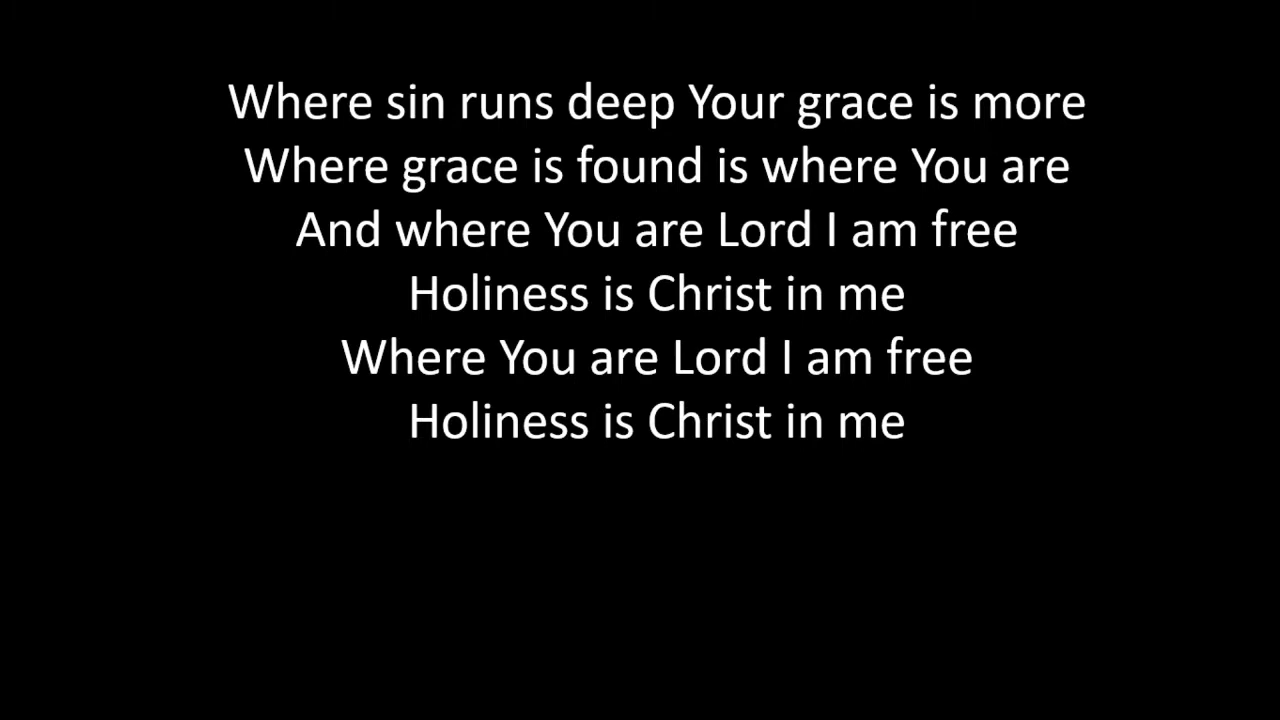 Where sin runs deep Your grace is more
Where grace is found is where You are
And where You are Lord I am free
Holiness is Christ in me
Where You are Lord I am free
Holiness is Christ in me